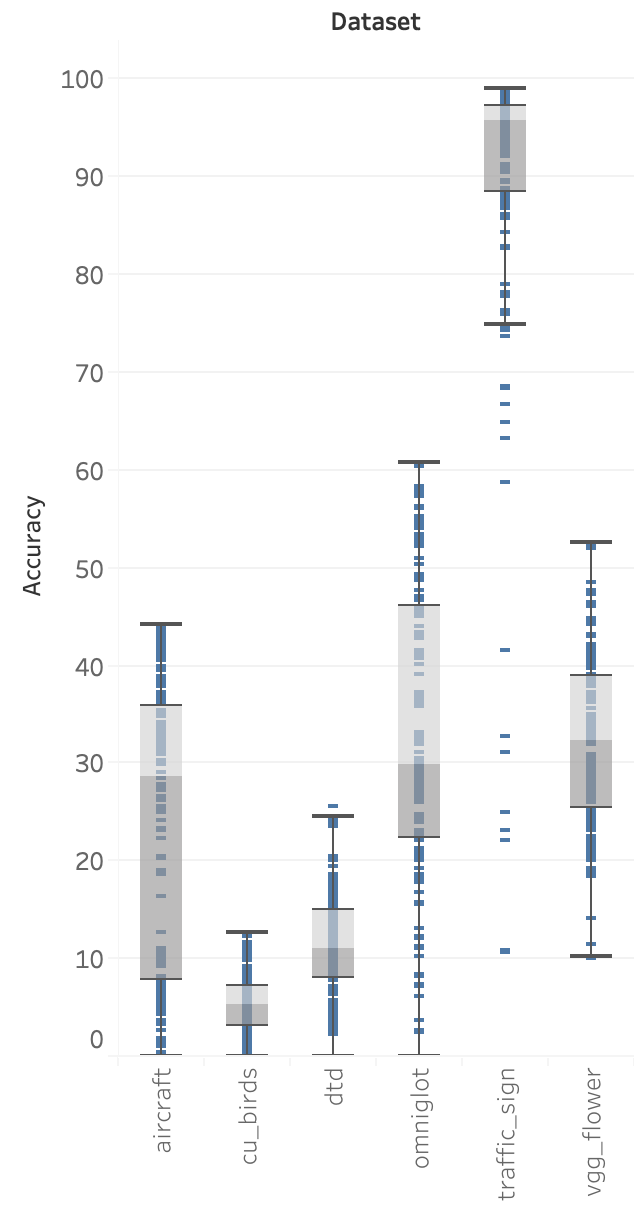 Dataset
100
90
80
70
60
50
40
30
20
10
0
Accuracy
aircraft
cu_birds
dtd
omniglot
traffic_sign
vgg_flower